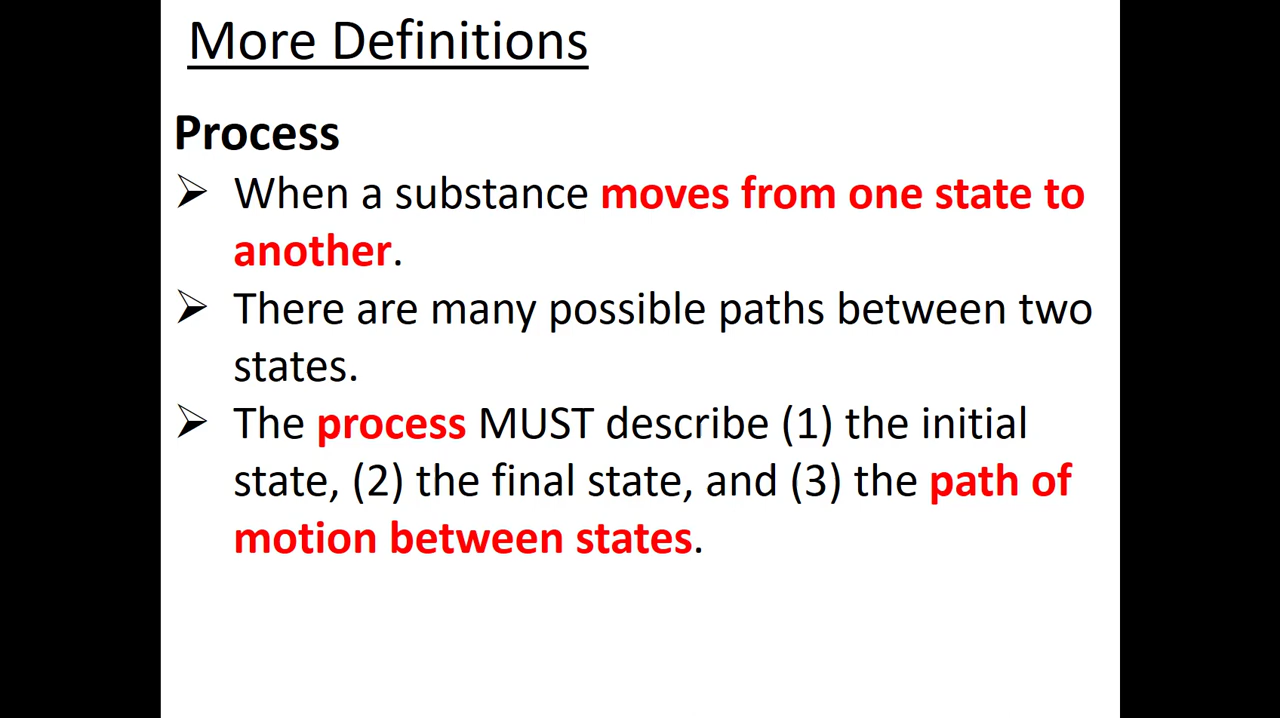 More Definitions
Process
➢ When a substance moves from one state to
another.
➢ There are many possible paths between two
states.
➢ The process MUST describe (1) the initial
state, (2) the final state, and (3) the path of
motion between states.